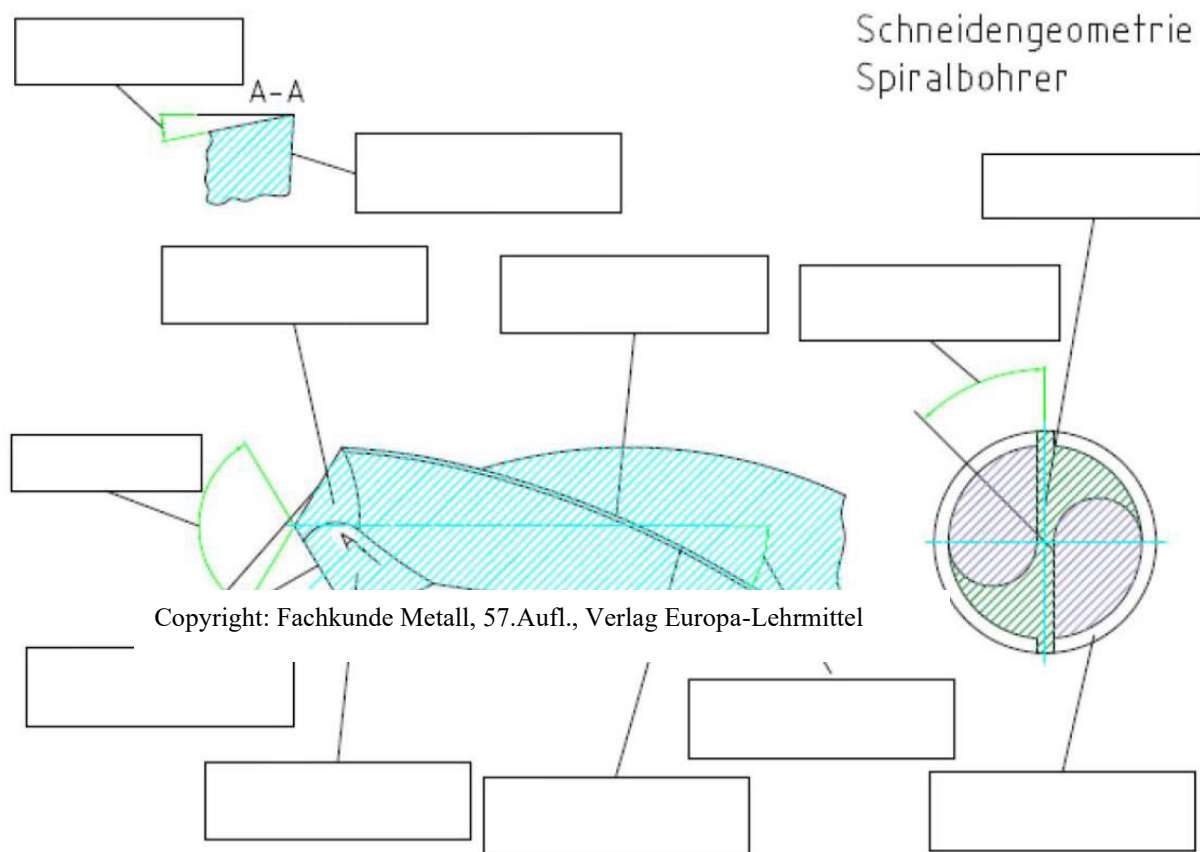 Schneidengeometrie
Spiralbohrer
A-A
A
Copyright: Fachkunde Metall, 57.Aufl., Verlag Europa-Lehrmittel